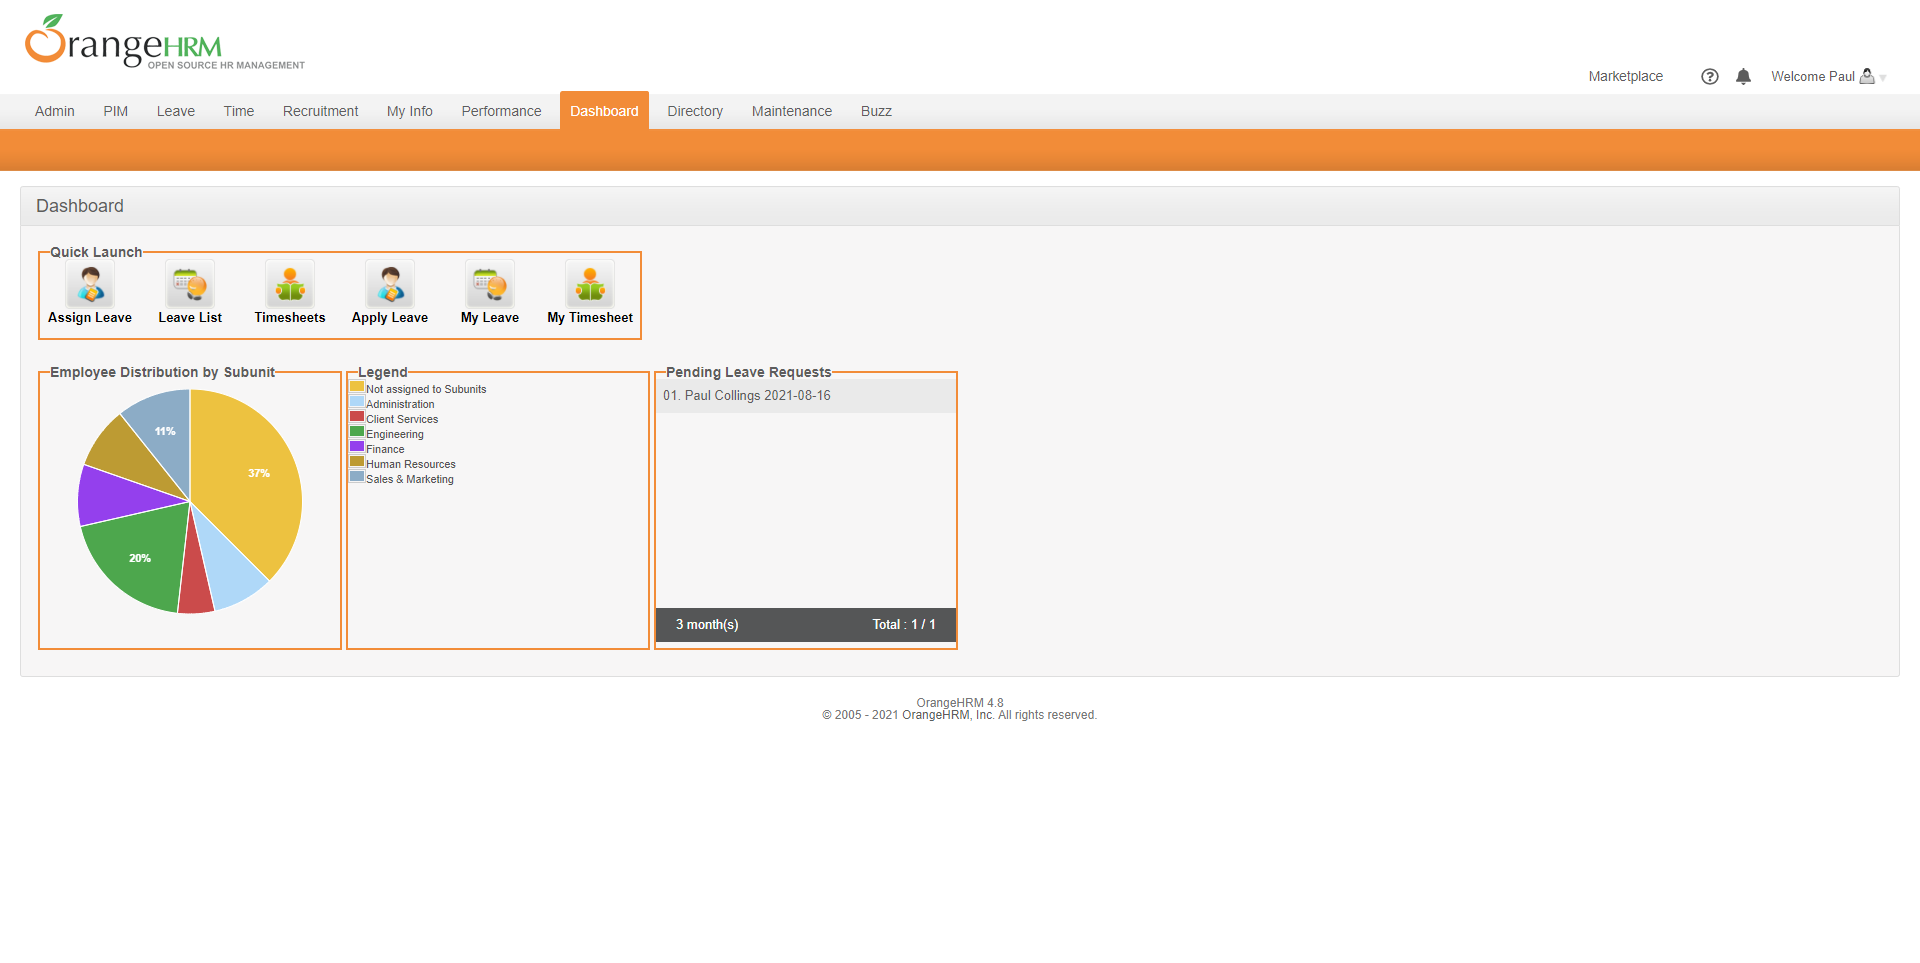 OrangeHRM
OPEN SOURCE HR MANAGEMENT
Marketplace
Welcome Paul
Admin PIM Leave Time Recruitment My Info Performance Dashboard Directory Maintenance Buzz
Dashboard
Quick Launch
Assign Leave Leave List Timesheets Apply Leave My Leave My Timesheet
Employee Distribution by Subunit
37%
20%
11%
Legend
Not assigned to Subunits
Administration
Client Services
Engineering
Finance
Human Resources
Sales & Marketing
Pending Leave Requests
01. Paul Collings 2021-08-16
3 month(s) Total : 1 / 1
OrangeHRM 4.8
© 2005 - 2021 OrangeHRM, Inc. All rights reserved.